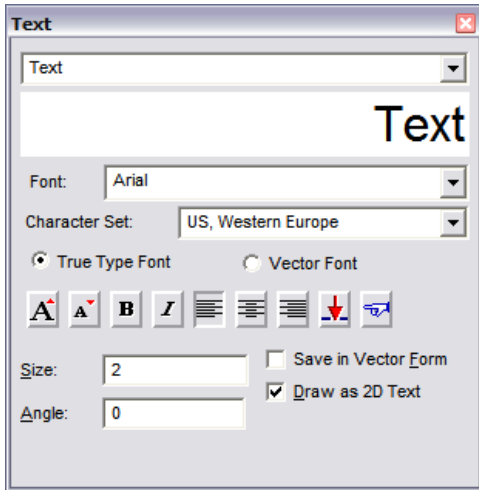 Text
Text
Text
Font: Arial
Character Set: US, Western Europe
True Type Font Vector Font
A A B I
Size: 2 Save in Vector Form
Draw as 2D Text
Angle: 0